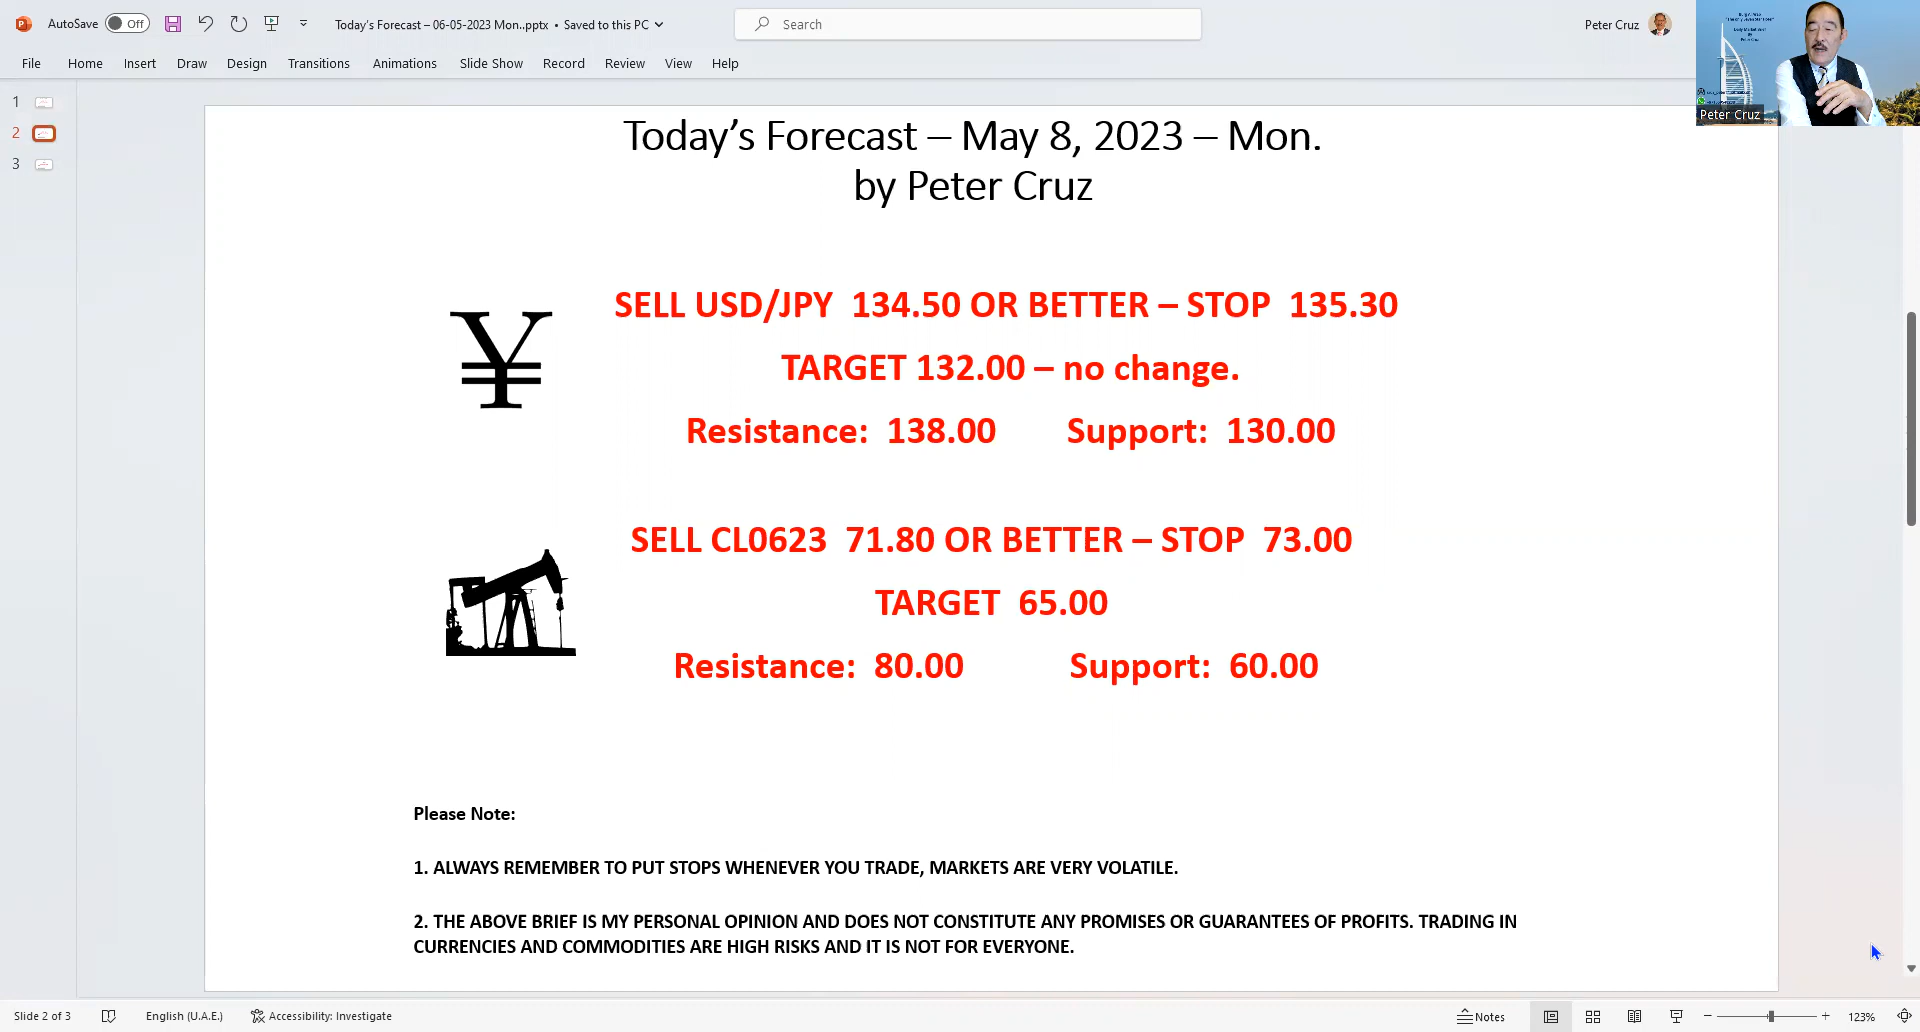 AutoSave Off Today's Forecast – 06-05-2023 Mon..pptx • Saved to this PC Search Peter Cruz
File Home Insert Draw Design Transitions Animations Slide Show Record Review View Help
Peter Cruz
1
2
3
Today's Forecast – May 8, 2023 – Mon.
by Peter Cruz
¥
SELL USD/JPY 134.50 OR BETTER – STOP 135.30
TARGET 132.00 – no change.
Resistance: 138.00 Support: 130.00
SELL CL0623 71.80 OR BETTER – STOP 73.00
TARGET 65.00
Resistance: 80.00 Support: 60.00
Please Note:
1. ALWAYS REMEMBER TO PUT STOPS WHENEVER YOU TRADE, MARKETS ARE VERY VOLATILE.
2. THE ABOVE BRIEF IS MY PERSONAL OPINION AND DOES NOT CONSTITUTE ANY PROMISES OR GUARANTEES OF PROFITS. TRADING IN
CURRENCIES AND COMMODITIES ARE HIGH RISKS AND IT IS NOT FOR EVERYONE.
Slide 2 of 3 English (U.A.E.) Accessibility: Investigate Notes 123%